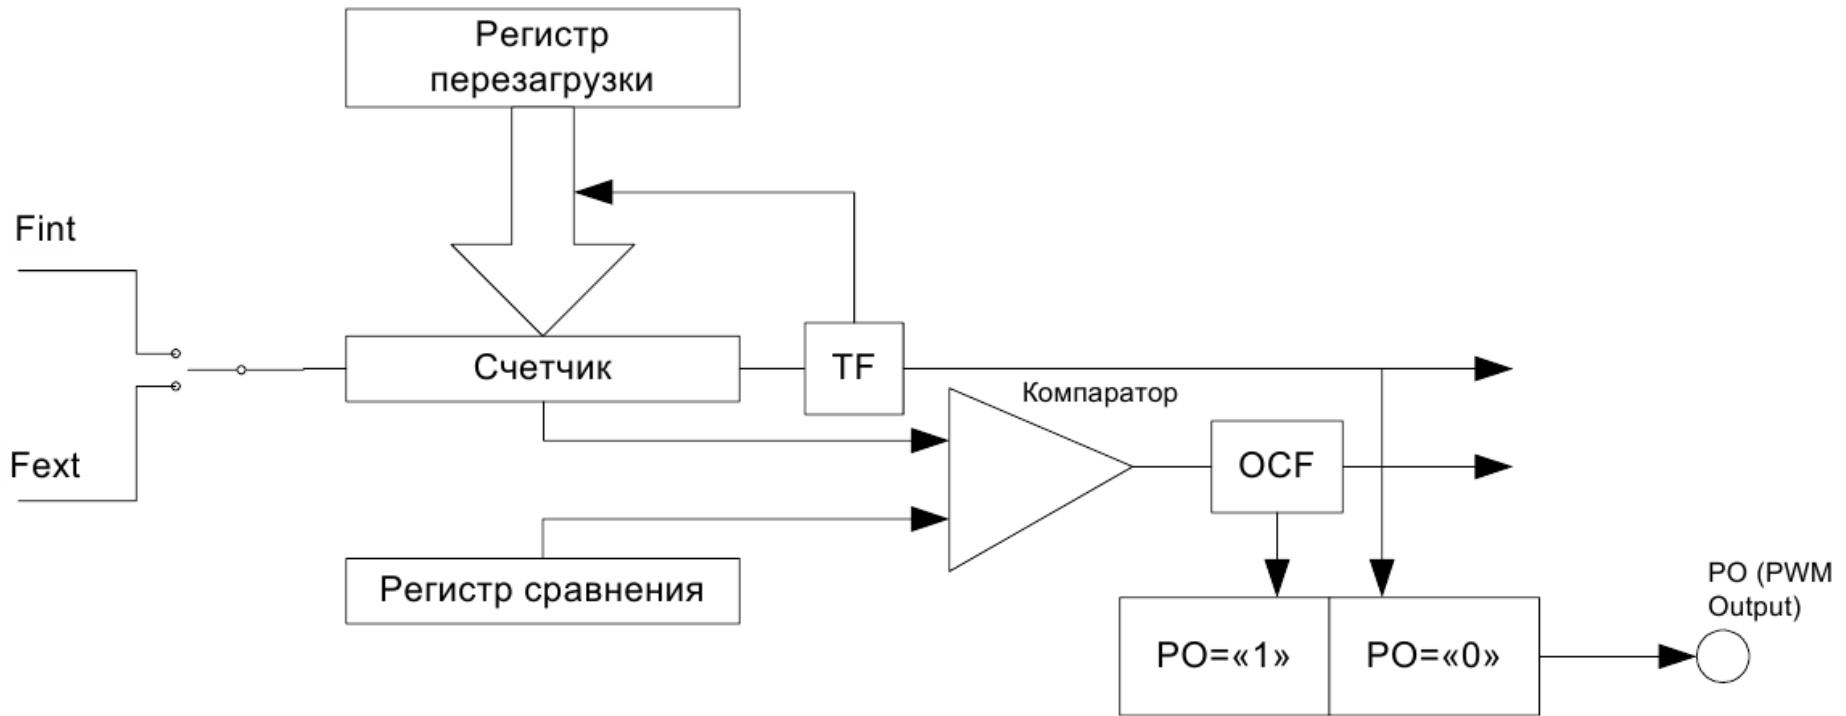 Регистр
перезагрузки
Fint
Счетчик
TF
Компаратор
Fext
OCF
Регистр сравнения
PO (PWM
Output)
PO=«1»
PO=«0»